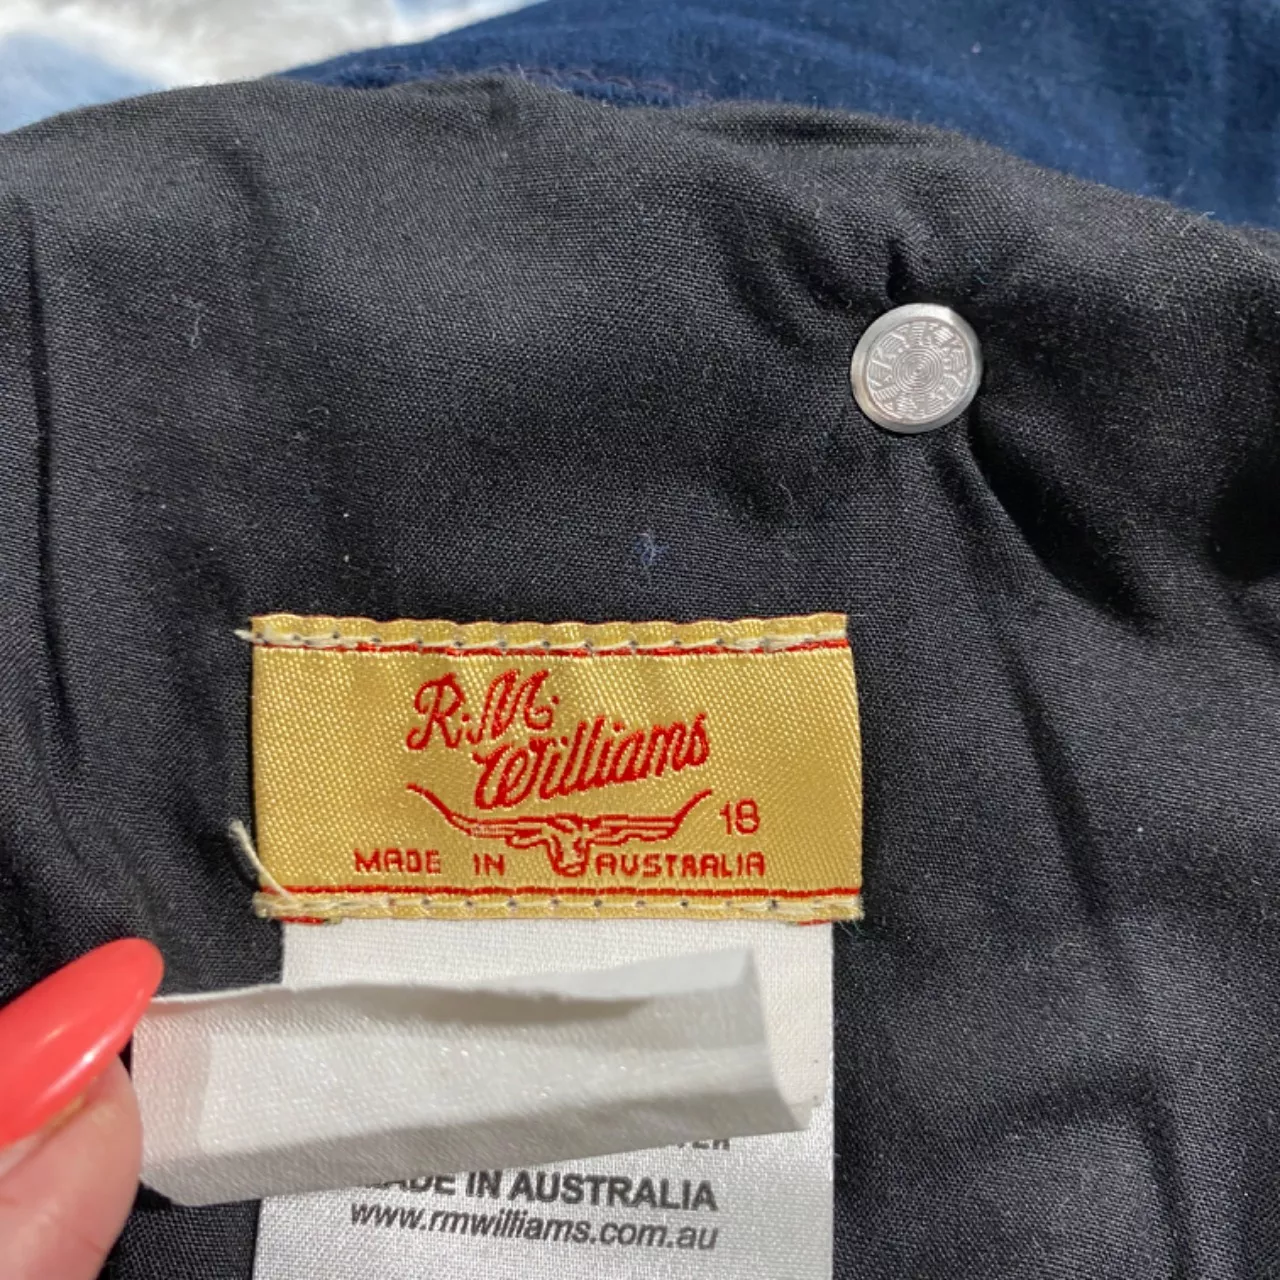 R.M.
Williams
18
MADE IN AUSTRALIA
MADE IN AUSTRALIA
www.rmwilliams.com.au